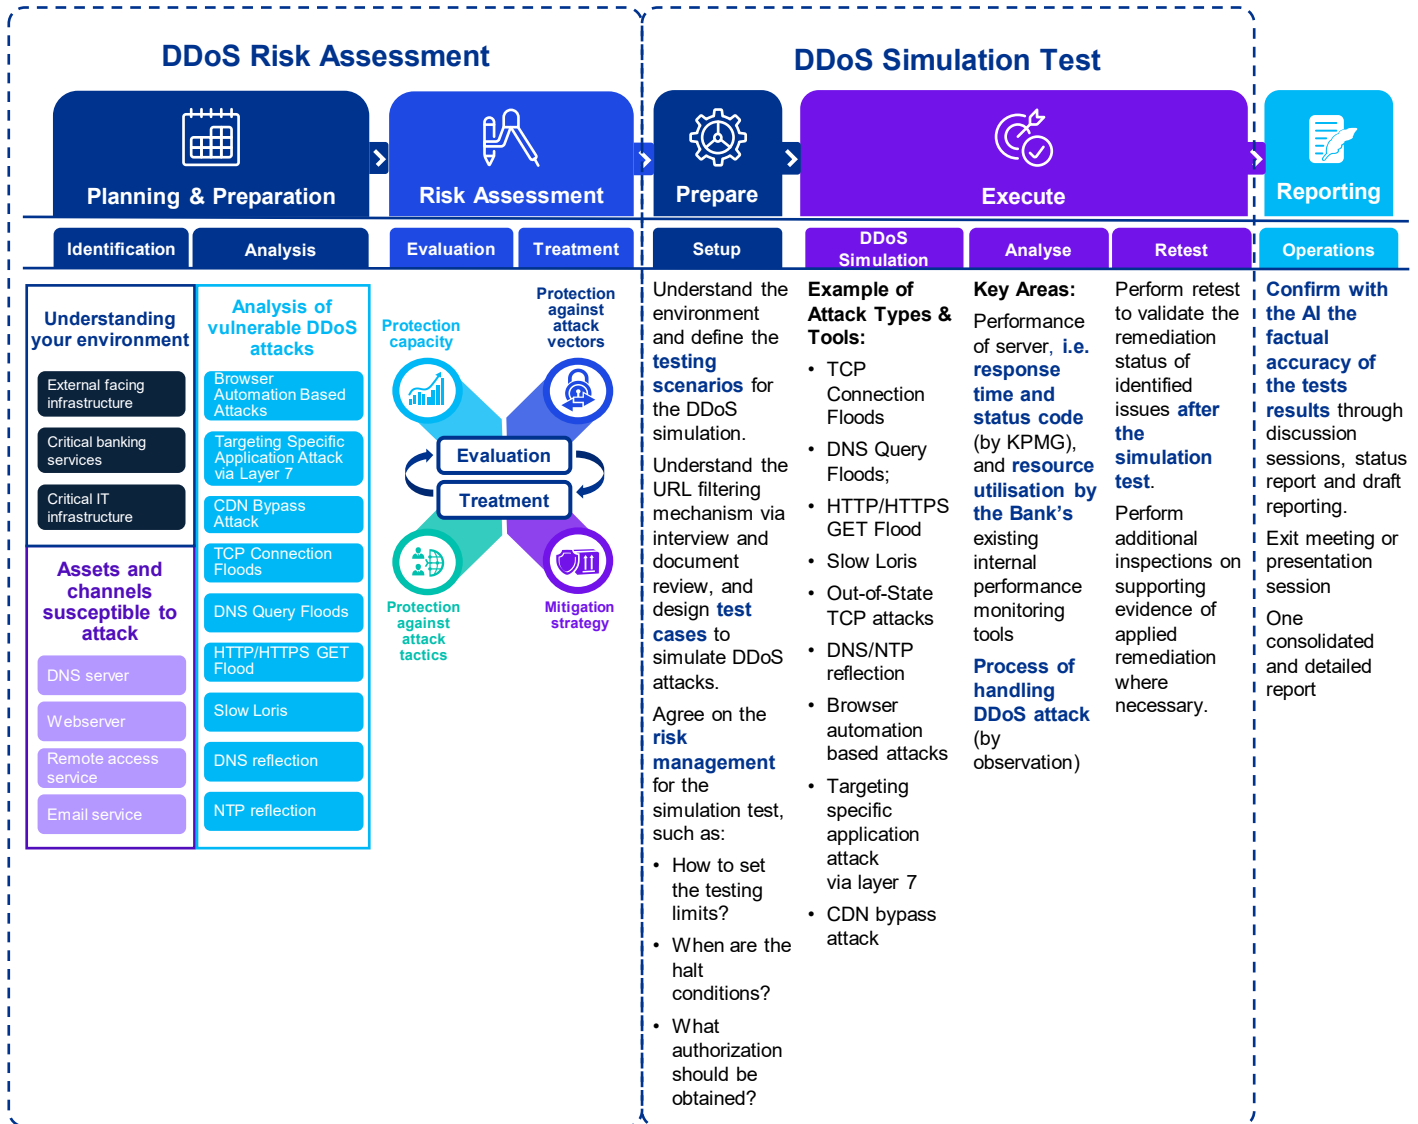 DDoS Risk Assessment
DDoS Simulation Test
Planning & Preparation
Risk Assessment
Prepare
Execute
Reporting
Identification
Analysis
Evaluation
Treatment
Setup
DDoS
Simulation
Analyse
Retest
Operations
Understanding
your environment
External facing
infrastructure
Critical banking
services
Critical IT
infrastructure
Assets and
channels
susceptible to
attack
DNS server
Webserver
Remote access
service
Email service
Analysis of
vulnerable DDoS
attacks
Browser
Automation Based
Attacks
Targeting Specific
Application Attack
via Layer 7
CDN Bypass
Attack
TCP Connection
Floods
DNS Query Floods
HTTP/HTTPS GET
Flood
Slow Loris
DNS reflection
NTP reflection
Protection
capacity
Protection
against
attack
vectors
Evaluation
Treatment
Protection
against
attack
tactics
Mitigation
strategy
Understand the
environment
and define the
testing
scenarios for
the DDoS
simulation.
Understand the
URL filtering
mechanism via
interview and
document
review, and
design test
cases to
simulate DDoS
attacks.
Agree on the
risk
management
for the
simulation test,
such as:
• How to set
the testing
limits?
• When are the
halt
conditions?
• What
authorization
should be
obtained?
Example of
Attack Types &
Tools:
• TCP
Connection
Floods
• DNS Query
Floods;
• HTTP/HTTPS
GET Flood
• Slow Loris
• Out-of-State
TCP attacks
• DNS/NTP
reflection
• Browser
automation
based attacks
• Targeting
specific
application
attack
via layer 7
• CDN bypass
attack
Key Areas:
Performance
of server, i.e.
response
time and
status code
(by KPMG),
and resource
utilisation by
the Bank's
existing
internal
performance
monitoring
tools
Process of
handling
DDoS attack
(by
observation)
Perform retest
to validate the
remediation
status of
identified
issues after
the
simulation
test.
Perform
additional
inspections on
supporting
evidence of
applied
remediation
where
necessary.
Confirm with
the AI the
factual
accuracy of
the tests
results through
discussion
sessions, status
report and draft
reporting.
Exit meeting or
presentation
session
One
consolidated
and detailed
report